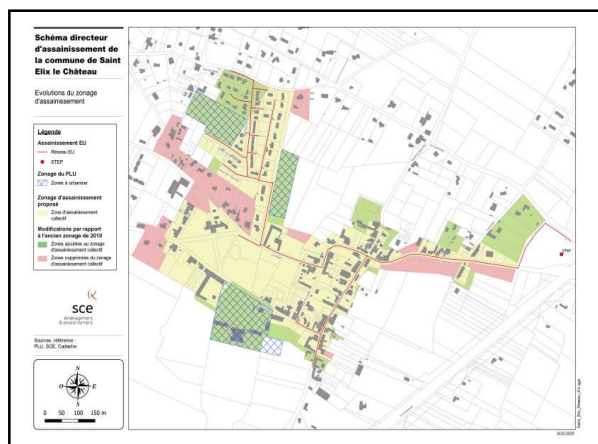 Schéma directeur
d'assainissement de
la commune de Saint
Elix le Château
Evolutions du zonage
d'assainissement
Légende
Assainissement EU
Réseau EU
STEP
Zonage du PLU
Zones à urbaniser
Zonage d'assainissement
proposé
Zone d'assainissement
collectif
Modifications par rapport
à l'ancien zonage de 2010
Zones ajoutées au zonage
d'assainissement collectif
Zones supprimées du zonage
d'assainissement collectif
sce
Aménagement
& environnement
Sources, référence :
PLU, SCE, Cadastre
N
O
E
S
0 50 100 150 m
STEP